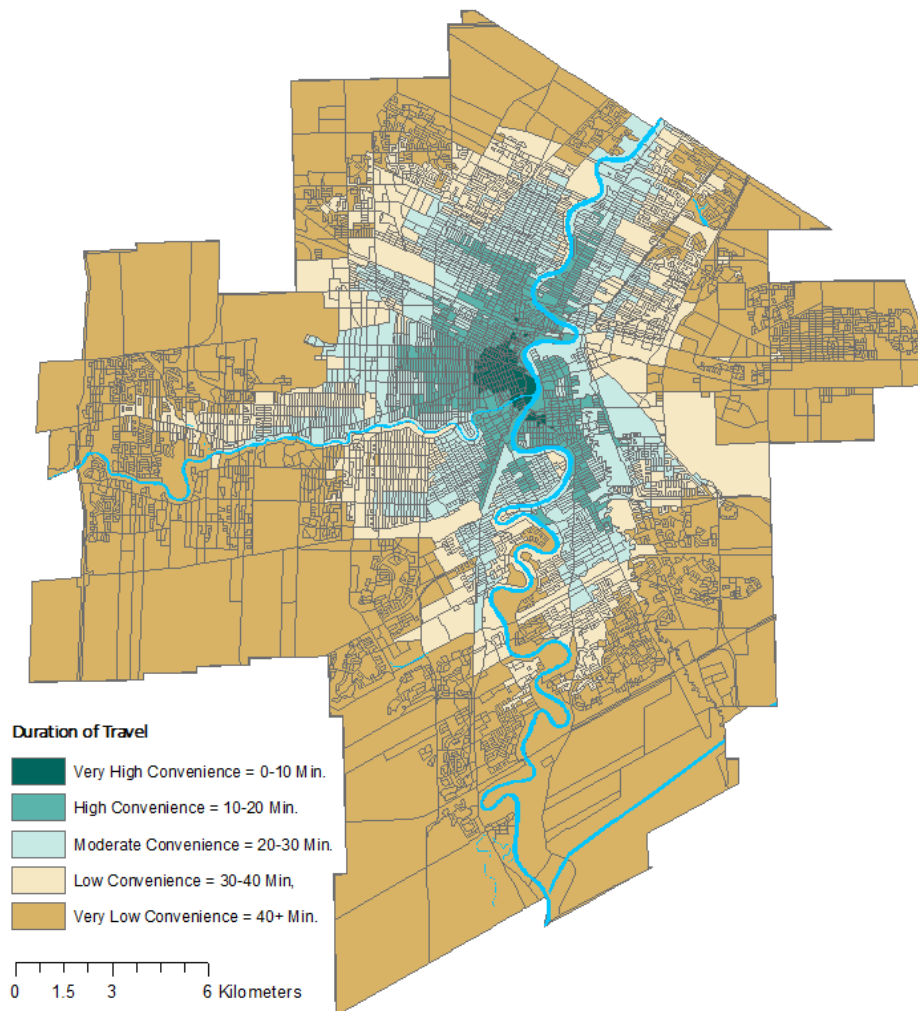 Duration of Travel
Very High Convenience = 0-10 Min.
High Convenience = 10-20 Min.
Moderate Convenience = 20-30 Min.
Low Convenience = 30-40 Min,
Very Low Convenience = 40+ Min.
0 1.5 3 6 Kilometers